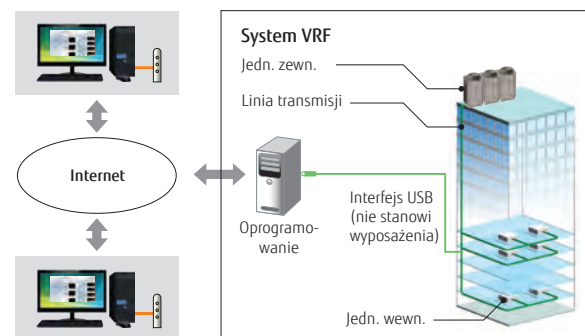 System VRF
Jedn. zewn.
Linia transmisji
Internet
Oprogramo-
wanie
Interfejs USB
(nie stanowi
wyposażenia)
Jedn. wewn.